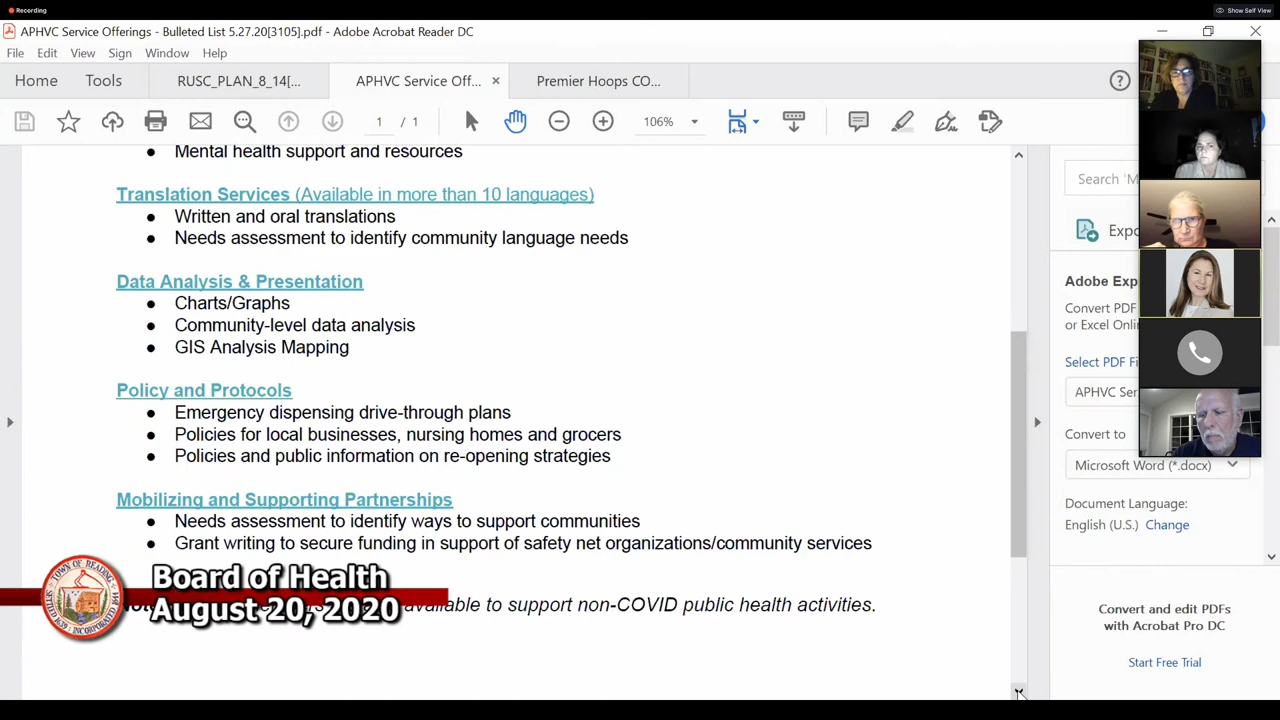 Recording
Show Self View
APHVC Service Offerings - Bulleted List 5.27.20[3105].pdf - Adobe Acrobat Reader DC
File Edit View Sign Window Help
Home Tools RUSC_PLAN_8_14[... APHVC Service Off... × Premier Hoops CO...
1 / 1 106%
● Mental health support and resources
Translation Services (Available in more than 10 languages)
● Written and oral translations
● Needs assessment to identify community language needs
Data Analysis & Presentation
● Charts/Graphs
● Community-level data analysis
● GIS Analysis Mapping
Policy and Protocols
● Emergency dispensing drive-through plans
● Policies for local businesses, nursing homes and grocers
● Policies and public information on re-opening strategies
Mobilizing and Supporting Partnerships
● Needs assessment to identify ways to support communities
● Grant writing to secure funding in support of safety net organizations/community services
available to support non-COVID public health activities.
Search 'M
Expo
Adobe Exp
Convert PDF
or Excel Onlin
Select PDF Fi
APHVC Ser
Convert to
Microsoft Word (*.docx)
Document Language:
English (U.S.) Change
Convert and edit PDFs
with Acrobat Pro DC
Start Free Trial
TOWN OF READING
Board of Health
August 20, 2020